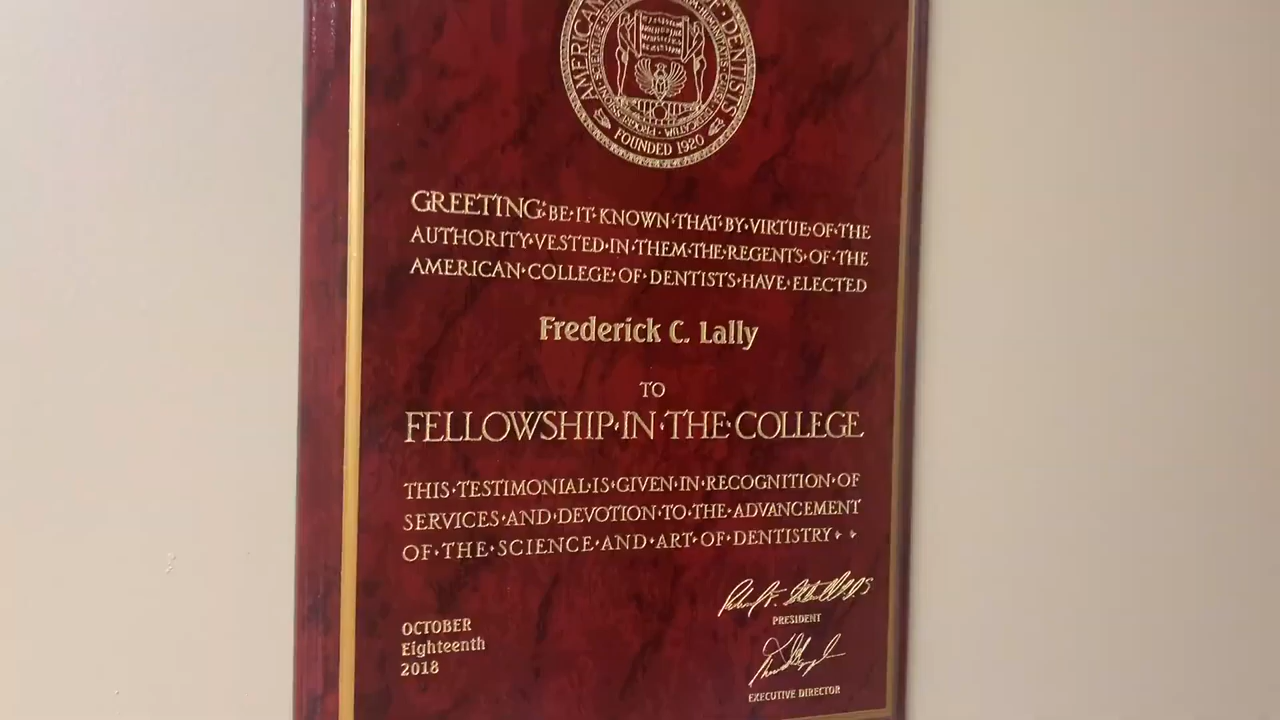 AMERICAN OF DENTISTS
FOUNDED 1920
GREETING: BE·IT·KNOWN·THAT·BY·VIRTUE·OF·THE
AUTHORITY·VESTED·IN·THEM·THE·REGENTS·OF·THE
AMERICAN·COLLEGE·OF·DENTISTS·HAVE·ELECTED
Frederick C. Lally
TO
FELLOWSHIP·IN·THE·COLLEGE
THIS·TESTIMONIAL·IS·GIVEN·IN·RECOGNITION·OF
SERVICES·AND·DEVOTION·TO·THE·ADVANCEMENT
OF·THE·SCIENCE·AND·ART·OF·DENTISTRY··
PRESIDENT
OCTOBER
Eighteenth
2018
EXECUTIVE DIRECTOR